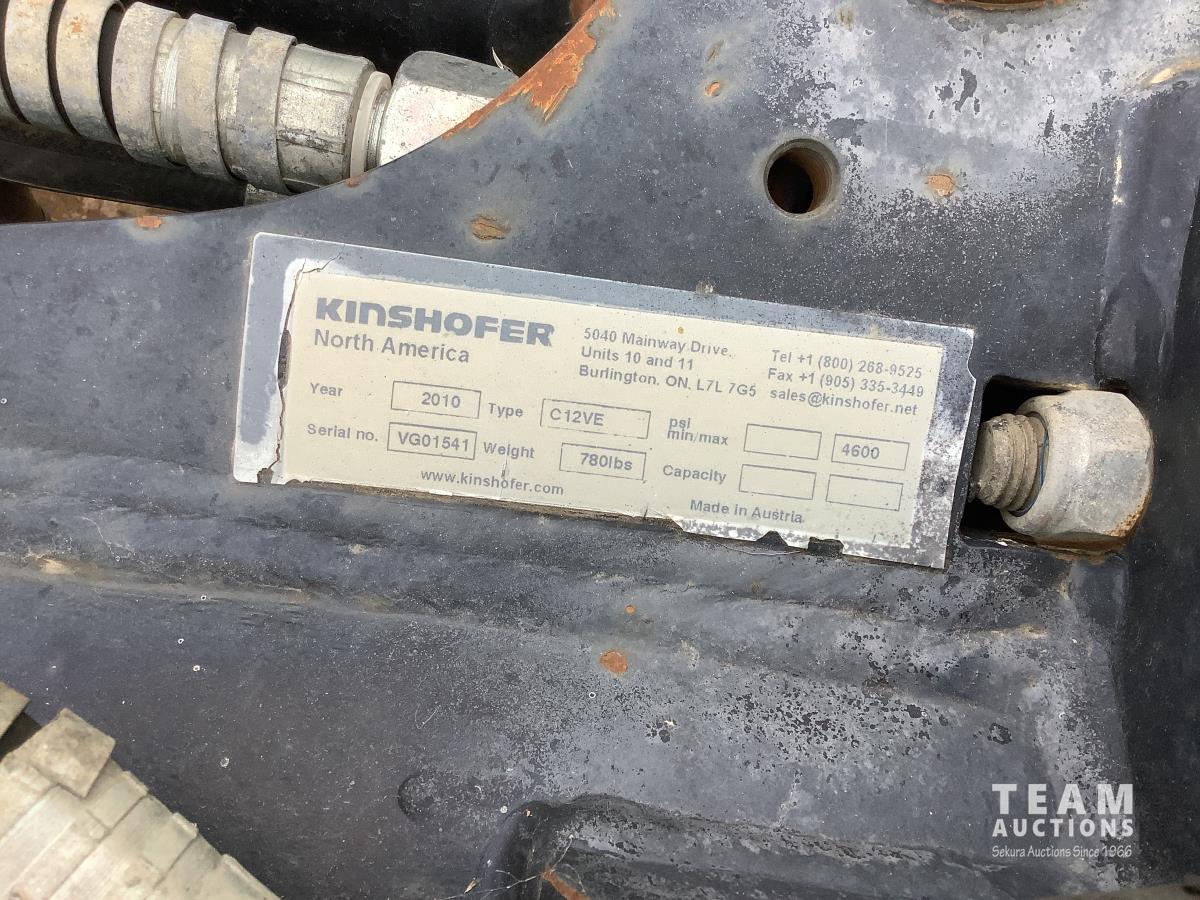 KINSHOFER
North America
5040 Mainway Drive,
Units 10 and 11
Burlington, ON, L7L 7G5
Tel +1 (800) 268-9525
Fax +1 (905) 335-3449
sales@kinshofer.net
Year 2010 Type C12VE psi min/max 4600
Serial no. VG01541 Weight 780lbs Capacity
www.kinshofer.com
Made in Austria
TEAM
AUCTIONS
Sekura Auctions Since 1966